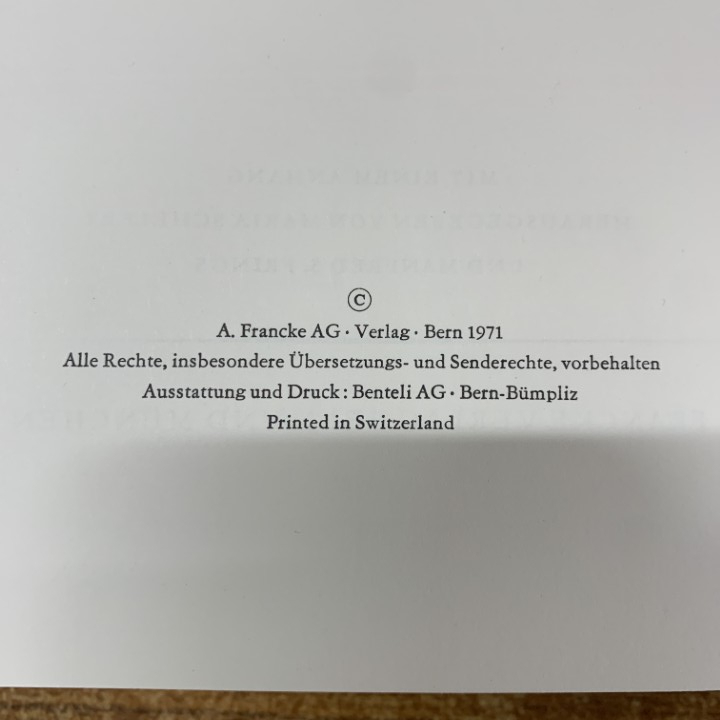 ©
A. Francke AG · Verlag · Bern 1971
Alle Rechte, insbesondere Übersetzungs- und Senderechte, vorbehalten
Ausstattung und Druck: Benteli AG · Bern-Bümpliz
Printed in Switzerland